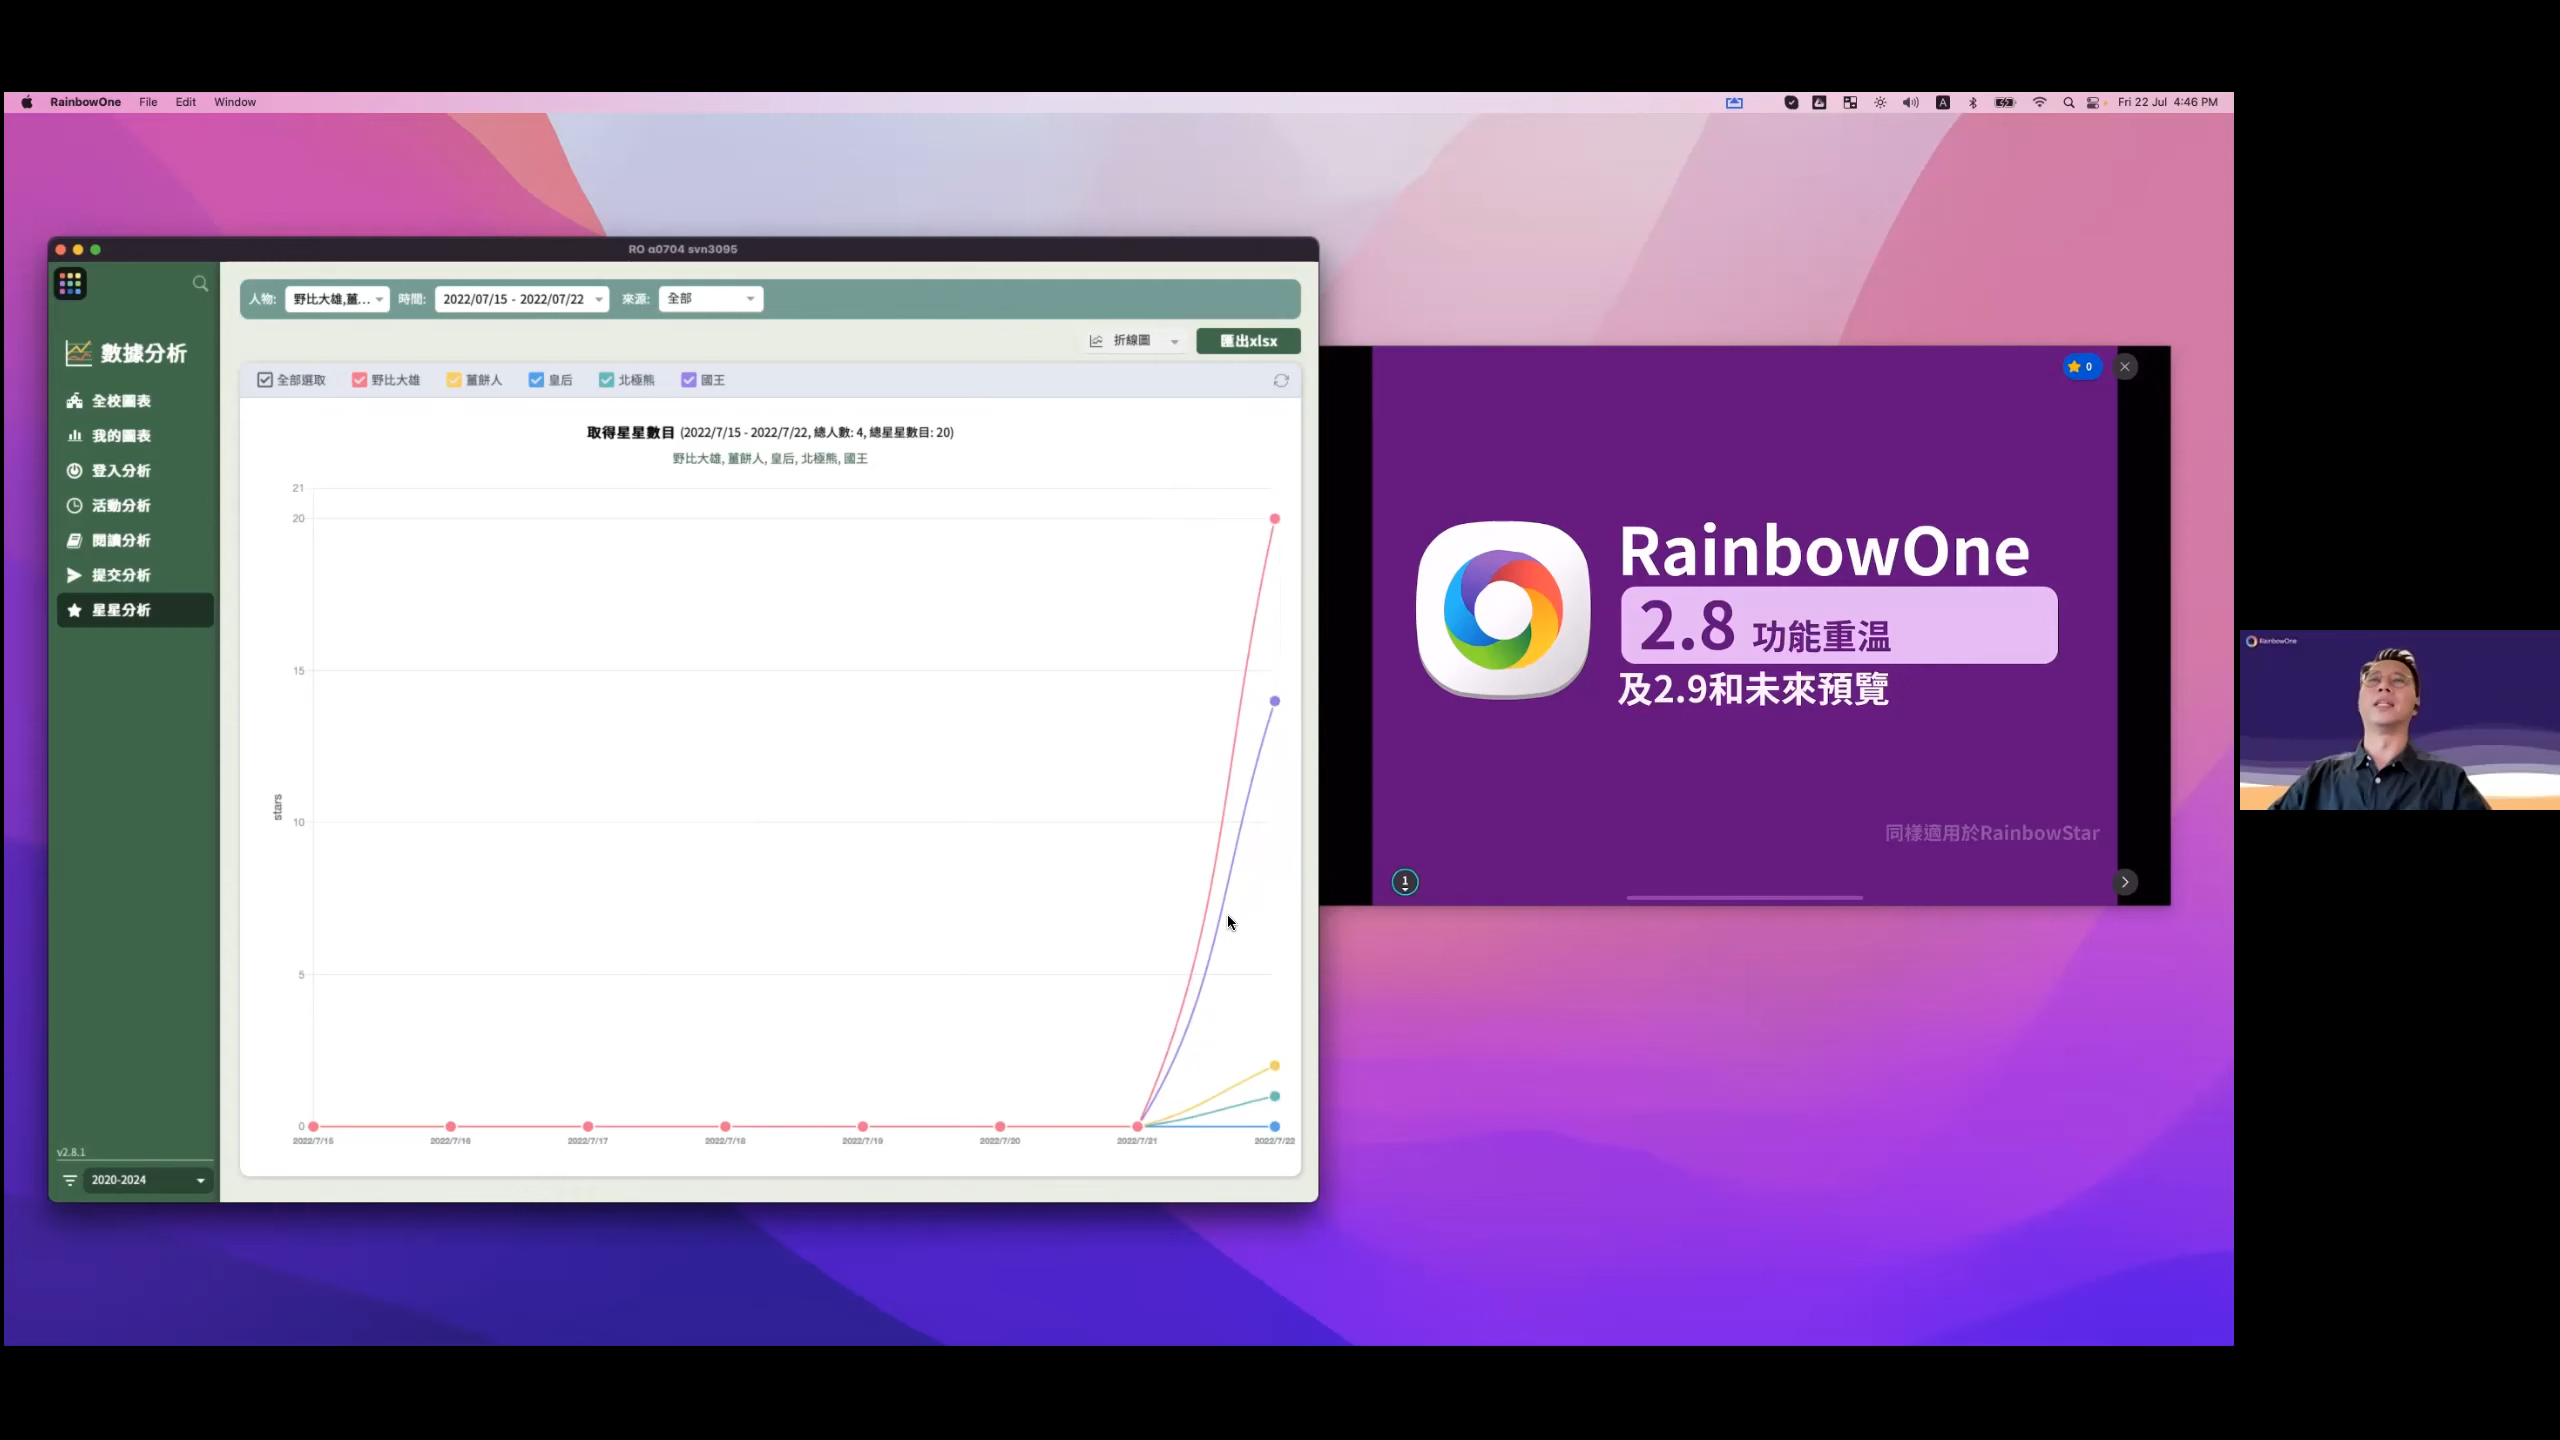 RainbowOne File Edit Window
A Fri 22 Jul 4:46 PM
RO α0704 svn3095
人物: 野比大雄,薑... 時間: 2022/07/15 - 2022/07/22 來源: 全部
折線圖 匯出xlsx
數據分析
全校圖表
我的圖表
登入分析
活動分析
閱讀分析
提交分析
星星分析
v2.8.1
2020-2024
全部選取 野比大雄 薑餅人 皇后 北極熊 國王
取得星星數目 (2022/7/15 - 2022/7/22, 總人數: 4, 總星星數目: 20)
野比大雄, 薑餅人, 皇后, 北極熊, 國王
21
20
15
stars
10
5
0
2022/7/15 2022/7/16 2022/7/17 2022/7/18 2022/7/19 2022/7/20 2022/7/21 2022/7/22
0
RainbowOne
2.8 功能重温
及2.9和未來預覽
同樣適用於RainbowStar
1
RainbowOne